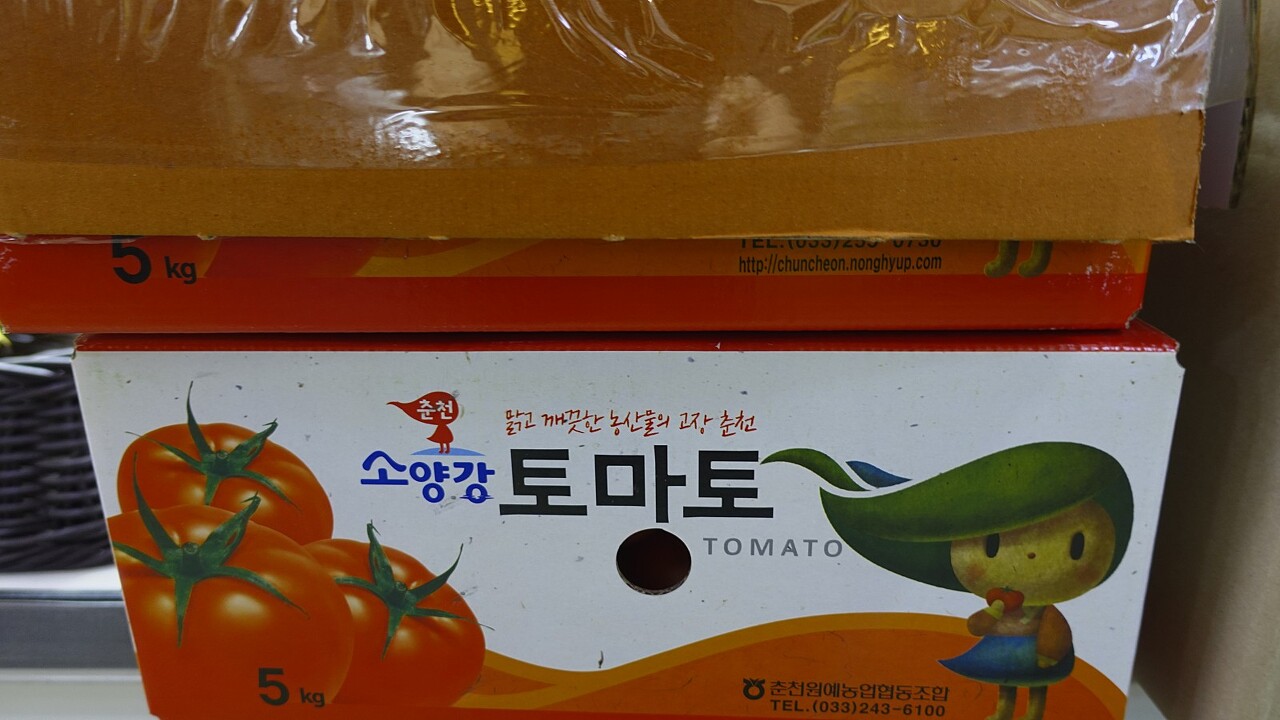 5 kg
http://chuncheon.nonghyup.com
춘천
맑고 깨끗한 농산물의 고장 춘천
소양강 토마토
TOMATO
5 kg
춘천원예농업협동조합
TEL.(033)243-6100